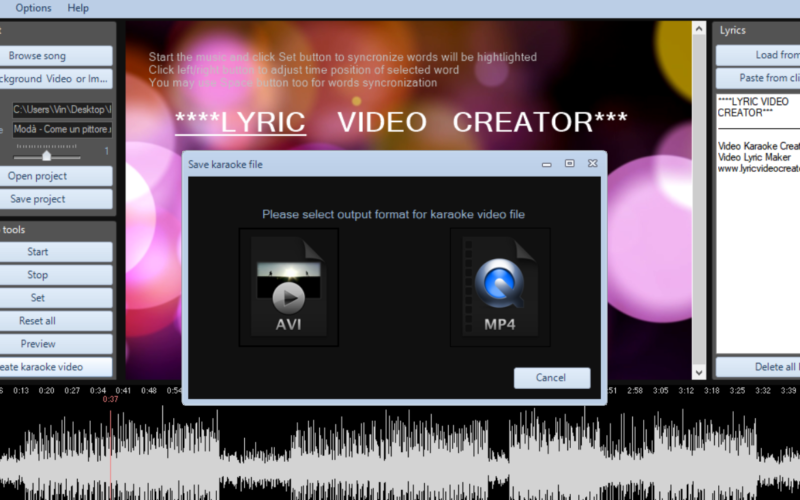 Options Help
Browse song
ckground Video or Im...
C:\Users\Vin\Desktop\
Modà - Come un pittore.
1
Open project
Save project
tools
Start
Stop
Set
Reset all
Preview
eate karaoke video
Start the music and click Set button to syncronize words will be hightlighted
Click left/right button to adjust time position of selected word
You may use Space button too for words syncronization
****LYRIC VIDEO CREATOR***
Save karaoke file
Please select output format for karaoke video file
AVI
MP4
Cancel
Lyrics
Load from
Paste from cli
****LYRIC VIDEO
CREATOR***
Video Karaoke Creat
Video Lyric Maker
www.lyricvideocreato
Delete all
0:13 0:20 0:27 0:34 0:41 0:48 0:54 :51 2:58 3:05 3:12 3:18 3:25 3:32 3:39
0:37